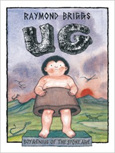 RAYMOND BRIGGS
UG
BOY GENIUS OF THE STONE AGE